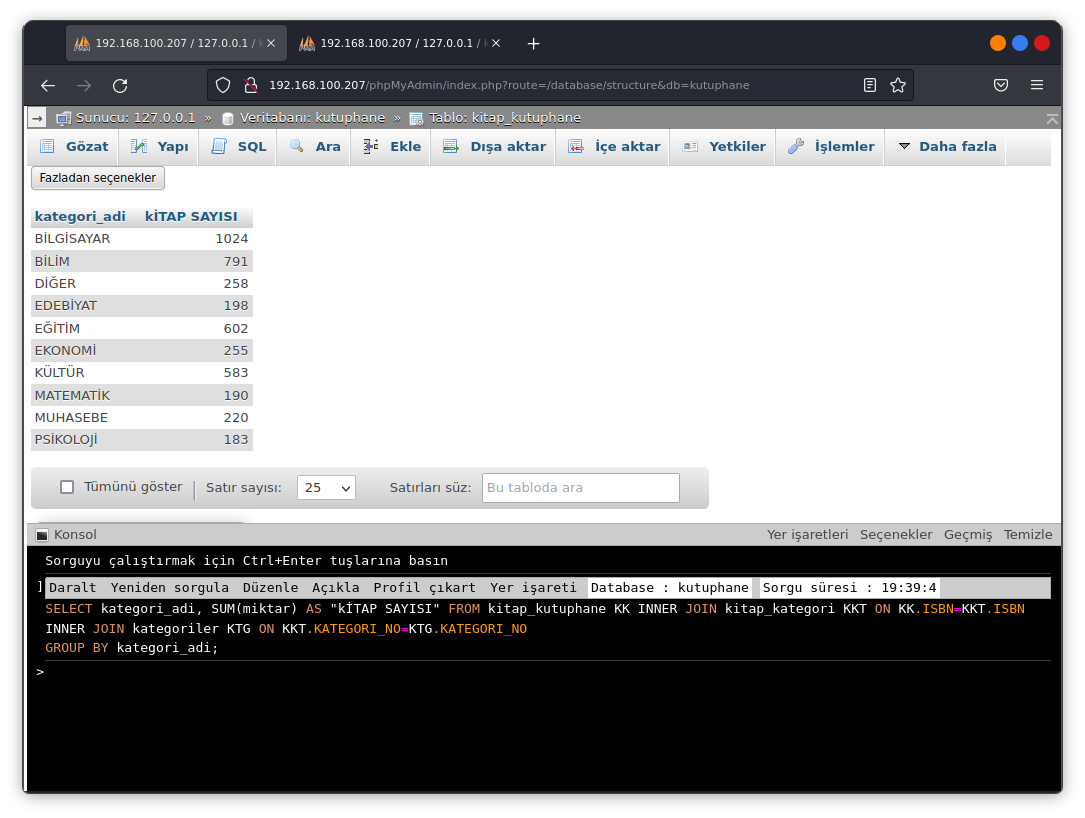 192.168.100.207 / 127.0.0.1 / 192.168.100.207 / 127.0.0.1 /
192.168.100.207/phpMyAdmin/index.php?route=/database/structure&db=kutuphane
Sunucu: 127.0.0.1 » Veritabanı: kutuphane » Tablo: kitap_kutuphane
Gözat Yapı SQL Ara Ekle Dışa aktar İçe aktar Yetkiler İşlemler Daha fazla
Fazladan seçenekler
kategori_adi kİTAP SAYISI
BİLGİSAYAR 1024
BİLİM 791
DİĞER 258
EDEBİYAT 198
EĞİTİM 602
EKONOMİ 255
KÜLTÜR 583
MATEMATİK 190
MUHASEBE 220
PSİKOLOJİ 183
Tümünü göster Satır sayısı: 25 Satırları süz: Bu tabloda ara
Konsol Yer işaretleri Seçenekler Geçmiş Temizle
Sorguyu çalıştırmak için Ctrl+Enter tuşlarına basın
] Daralt Yeniden sorgula Düzenle Açıkla Profil çıkart Yer işareti Database : kutuphane Sorgu süresi : 19:39:4
SELECT kategori_adi, SUM(miktar) AS "kİTAP SAYISI" FROM kitap_kutuphane KK INNER JOIN kitap_kategori KKT ON KK.ISBN=KKT.ISBN
INNER JOIN kategoriler KTG ON KKT.KATEGORI_NO=KTG.KATEGORI_NO
GROUP BY kategori_adi;
>